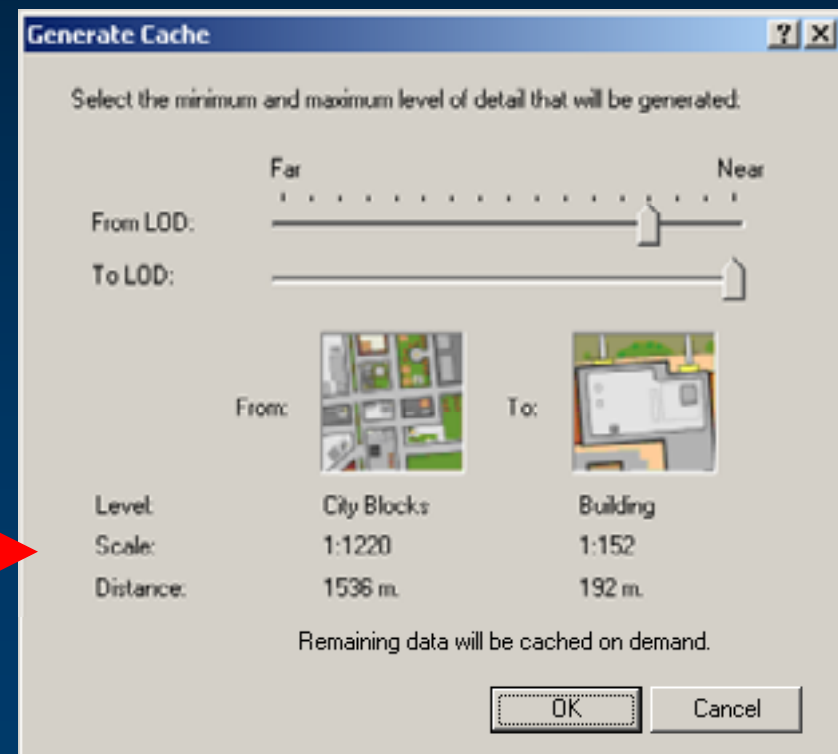 Generate Cache
Select the minimum and maximum level of detail that will be generated:
Far Near
From LOD:
To LOD:
From: To:
Level: City Blocks Building
Scale: 1:1220 1:152
Distance: 1536 m. 192 m.
Remaining data will be cached on demand.
OK Cancel